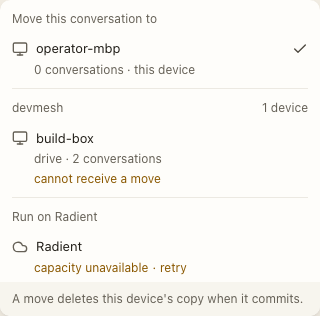 Move this conversation to
operator-mbp
0 conversations · this device
devmesh 1 device
build-box
drive · 2 conversations
cannot receive a move
Run on Radient
Radient
capacity unavailable · retry
A move deletes this device's copy when it commits.